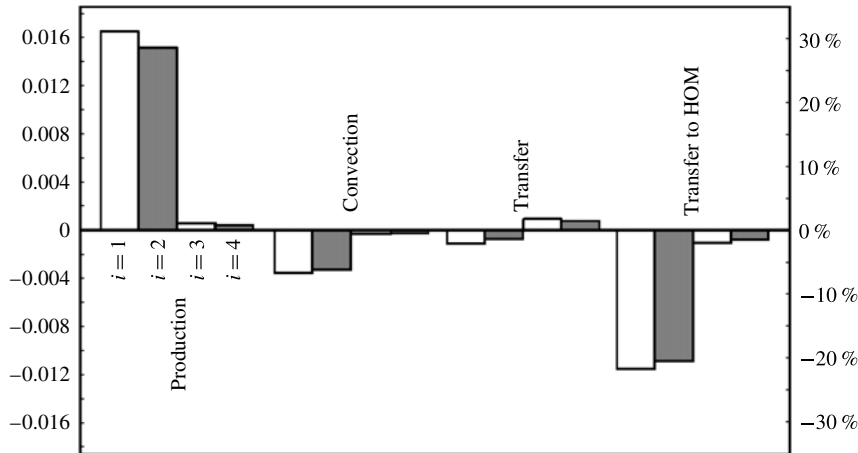 0.016
0.012
0.008
0.004
0
−0.004
−0.008
−0.012
−0.016
i = 1
i = 2
i = 3
i = 4
Production
Convection
Transfer
Transfer to HOM
30 %
20 %
10 %
0 %
−10 %
−20 %
−30 %